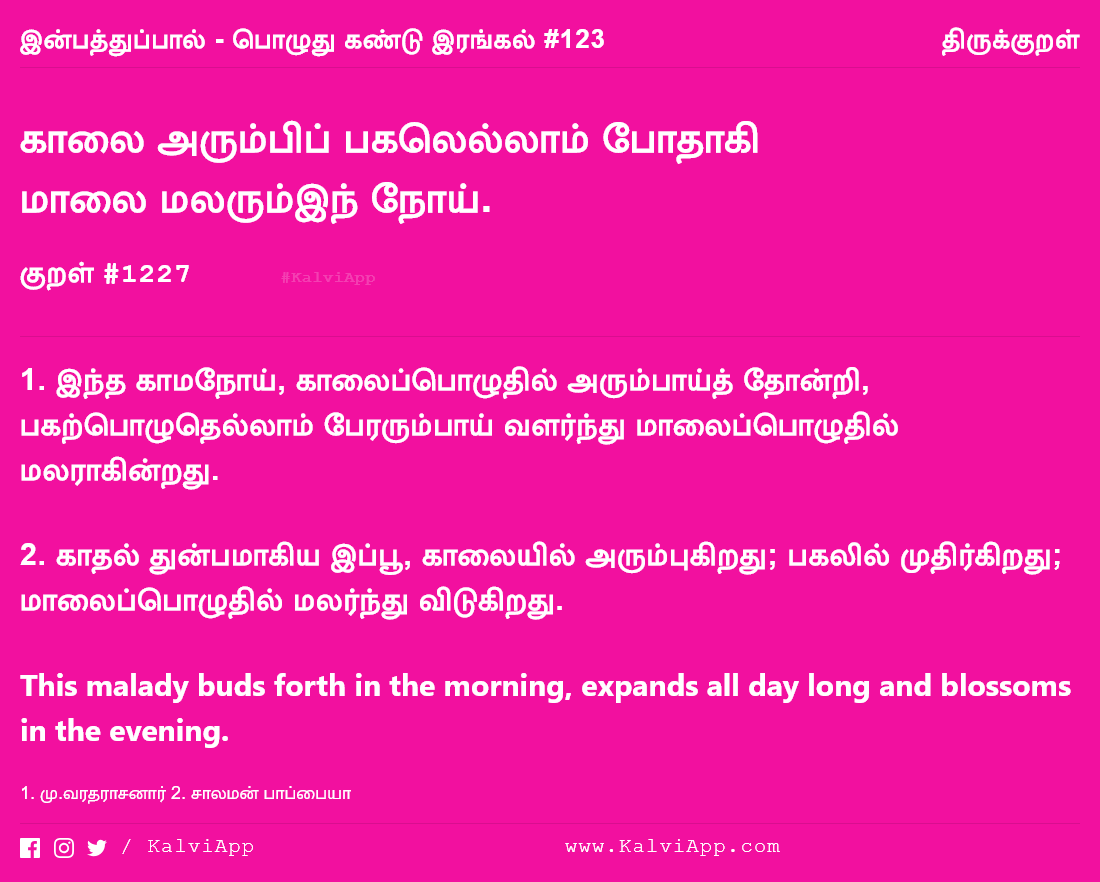 இன்பத்துப்பால் - பொழுது கண்டு இரங்கல் #123 திருக்குறள்
காலை அரும்பிப் பகலெல்லாம் போதாகி
மாலை மலரும்இந் நோய்.
குறள் #1227 #KalviApp
1. இந்த காமநோய், காலைப்பொழுதில் அரும்பாய்த் தோன்றி,
பகற்பொழுதெல்லாம் பேரரும்பாய் வளர்ந்து மாலைப்பொழுதில்
மலராகின்றது.
2. காதல் துன்பமாகிய இப்பூ, காலையில் அரும்புகிறது; பகலில் முதிர்கிறது;
மாலைப்பொழுதில் மலர்ந்து விடுகிறது.
This malady buds forth in the morning, expands all day long and blossoms
in the evening.
1. மு.வரதராசனார் 2. சாலமன் பாப்பையா
/ KalviApp www.KalviApp.com